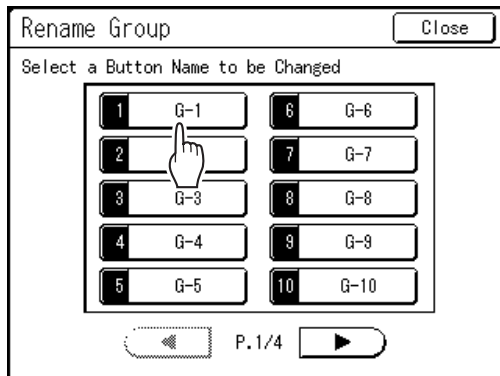 Rename Group Close
Select a Button Name to be Changed
1 G-1 6 G-6
2 7 G-7
3 G-3 8 G-8
4 G-4 9 G-9
5 G-5 10 G-10
P.1/4